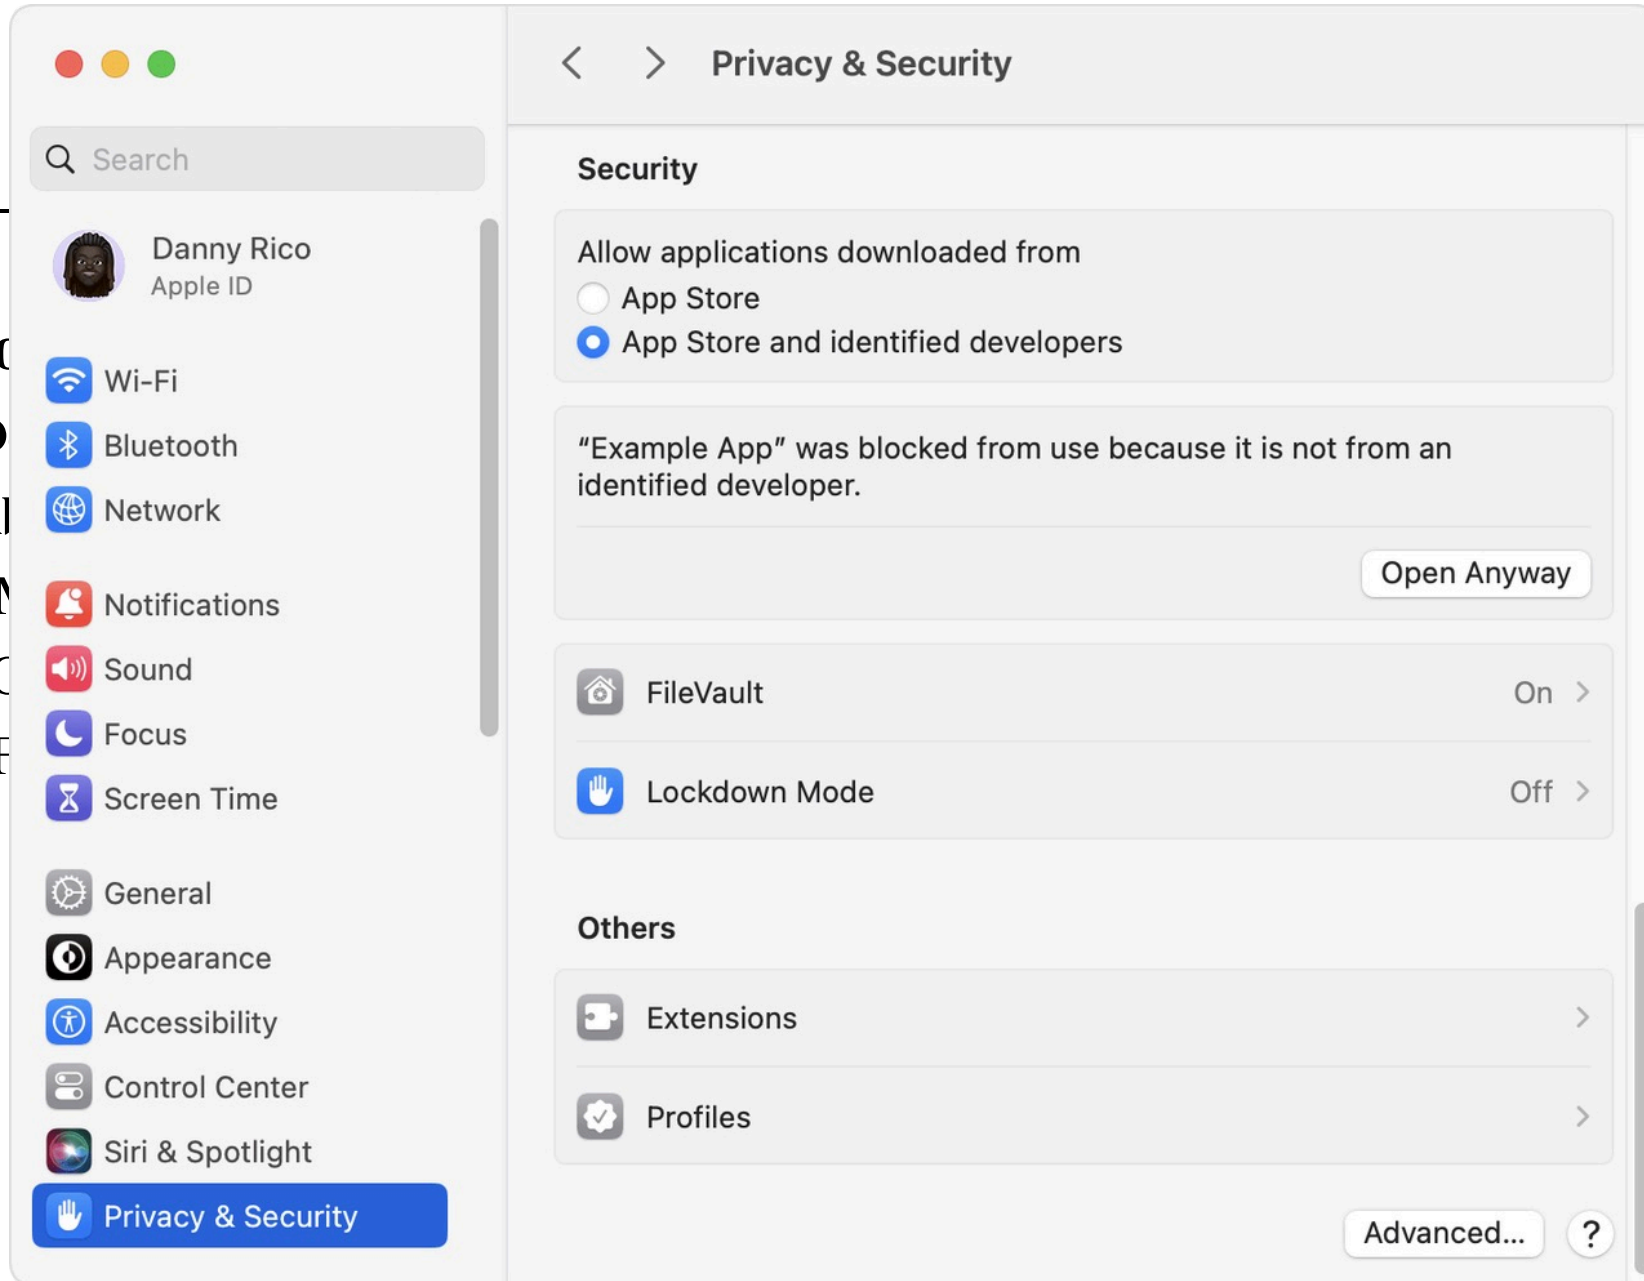 Privacy & Security
Search
Danny Rico
Apple ID
Wi-Fi
Bluetooth
Network
Notifications
Sound
Focus
Screen Time
General
Appearance
Accessibility
Control Center
Siri & Spotlight
Privacy & Security
Security
Allow applications downloaded from
App Store
App Store and identified developers
“Example App” was blocked from use because it is not from an
identified developer.
Open Anyway
FileVault On
Lockdown Mode Off
Others
Extensions
Profiles
Advanced...
?